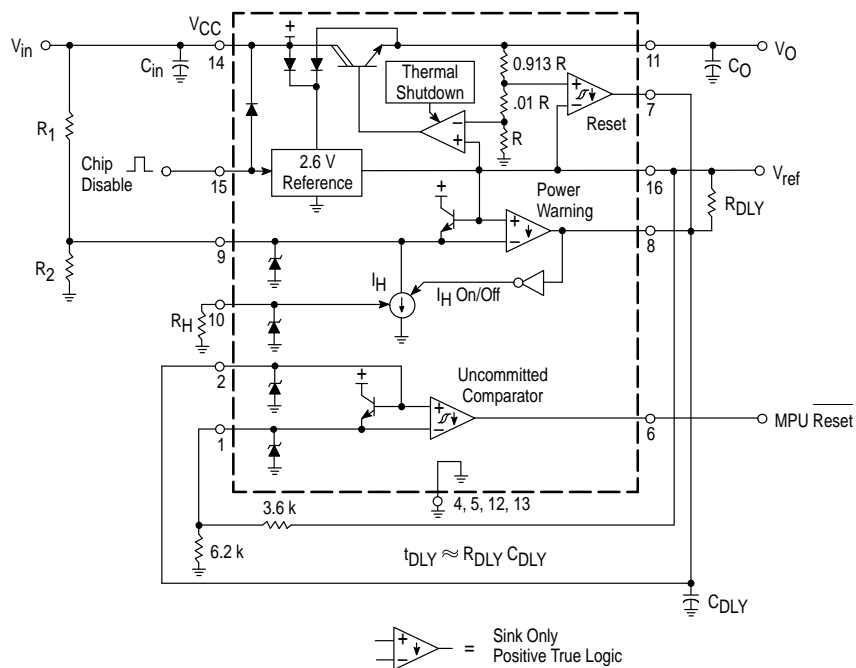 Vin
Cin
VCC
14
+
0.913 R
.01 R
R
Thermal
Shutdown
+
−
Reset
11
CO
VO
7
−
+
R1
Chip
Disable
15
2.6 V
Reference
16
Vref
RDLY
+
Power
Warning
+
−
8
9
R2
IH
IH On/Off
RH
10
2
+
Uncommitted
Comparator
+
−
6
MPU Reset
1
4, 5, 12, 13
3.6 k
6.2 k
tDLY ≈ RDLY CDLY
CDLY
+
−
=
Sink Only
Positive True Logic